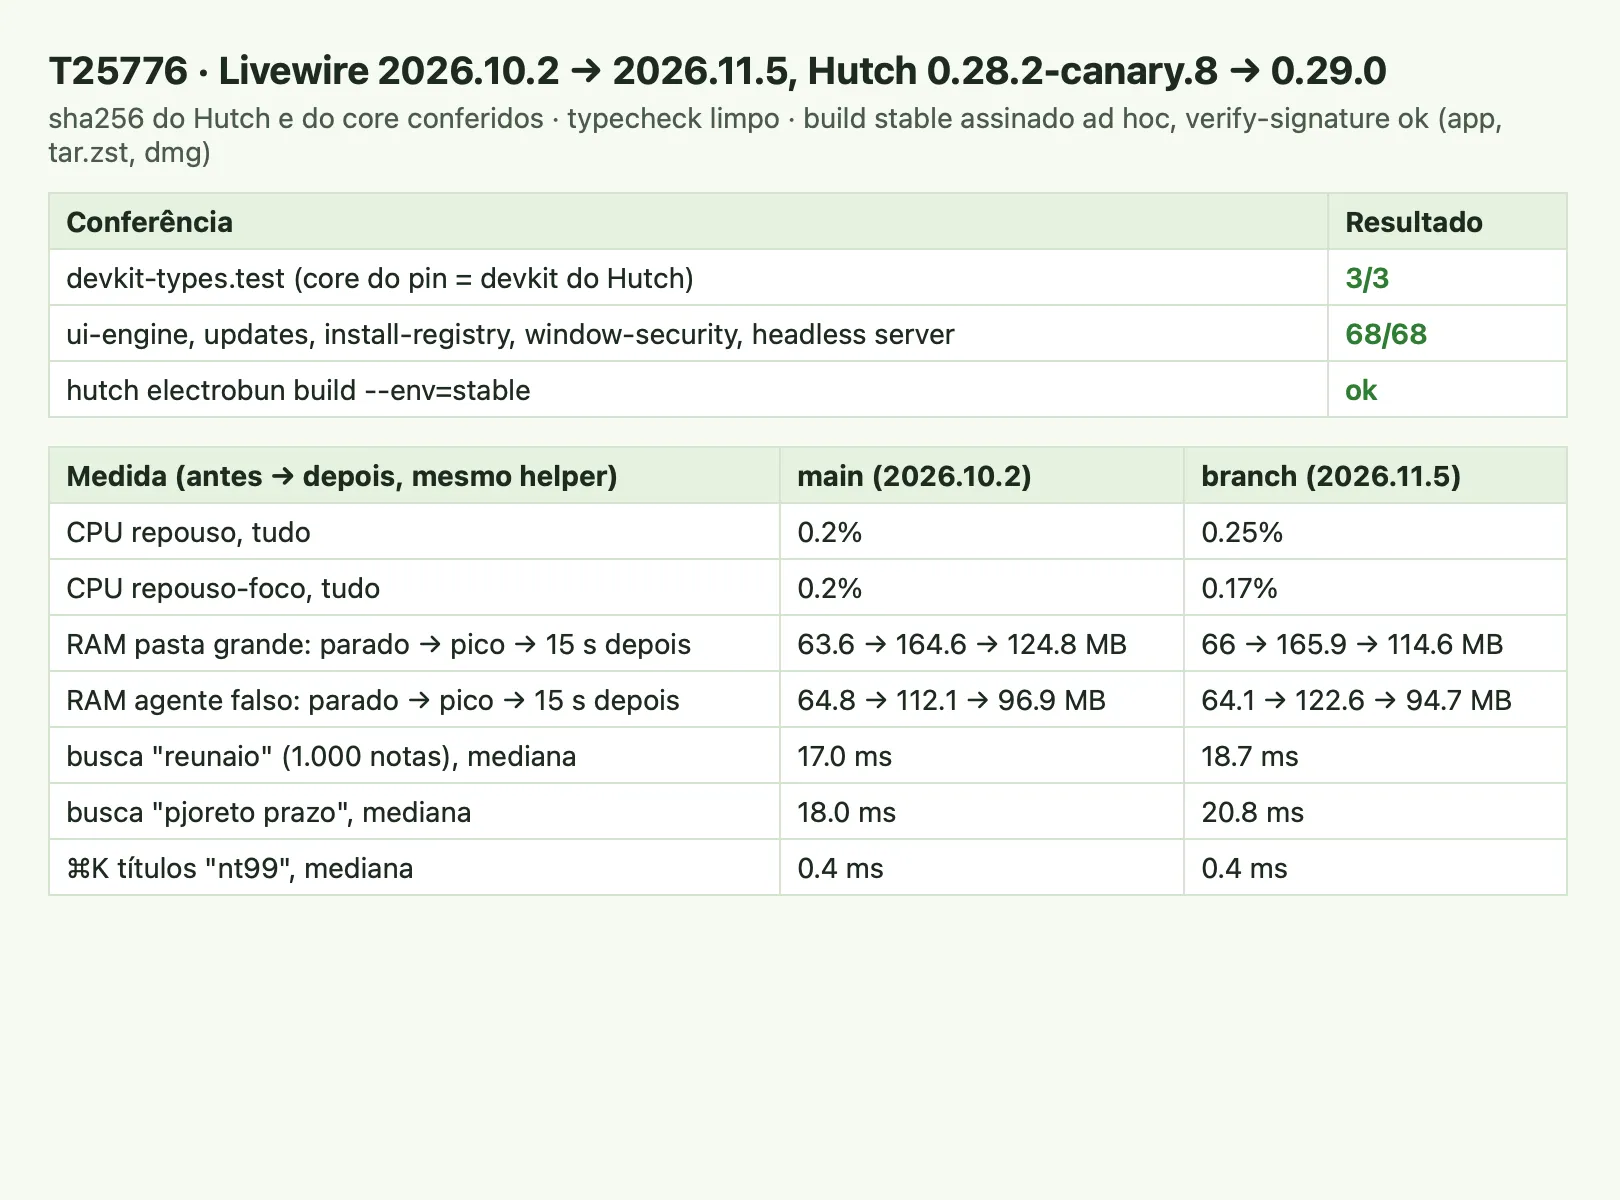 T25776 · Livewire 2026.10.2 → 2026.11.5, Hutch 0.28.2-canary.8 → 0.29.0
sha256 do Hutch e do core conferidos · typecheck limpo · build stable assinado ad hoc, verify-signature ok (app,
tar.zst, dmg)
Conferência Resultado
devkit-types.test (core do pin = devkit do Hutch) 3/3
ui-engine, updates, install-registry, window-security, headless server 68/68
hutch electrobun build --env=stable ok
Medida (antes → depois, mesmo helper) main (2026.10.2) branch (2026.11.5)
CPU repouso, tudo 0.2% 0.25%
CPU repouso-foco, tudo 0.2% 0.17%
RAM pasta grande: parado → pico → 15 s depois 63.6 → 164.6 → 124.8 MB 66 → 165.9 → 114.6 MB
RAM agente falso: parado → pico → 15 s depois 64.8 → 112.1 → 96.9 MB 64.1 → 122.6 → 94.7 MB
busca "reunaio" (1.000 notas), mediana 17.0 ms 18.7 ms
busca "pjoreto prazo", mediana 18.0 ms 20.8 ms
⌘K títulos "nt99", mediana 0.4 ms 0.4 ms